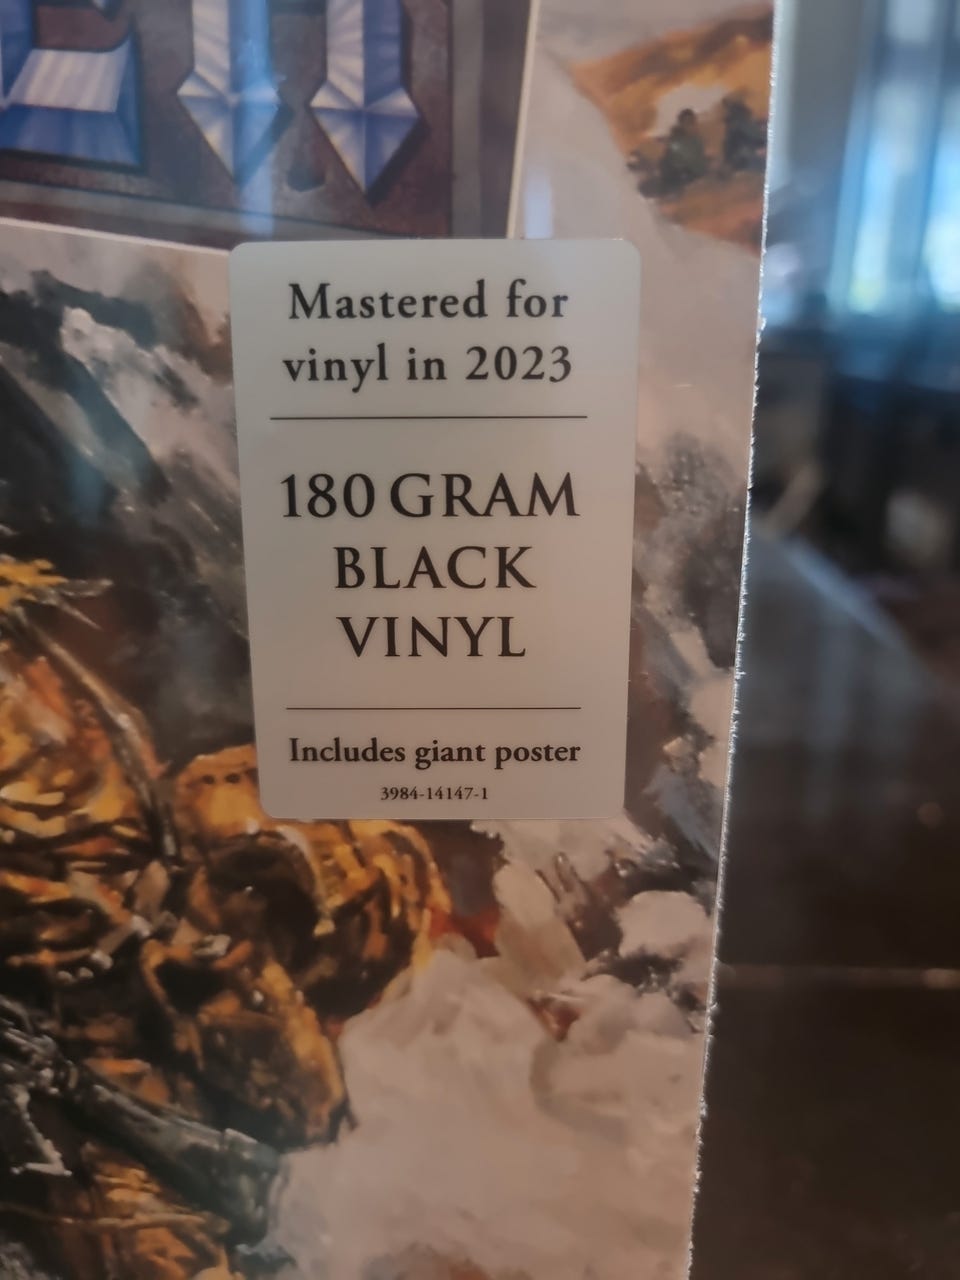 Mastered for
vinyl in 2023
180 GRAM
BLACK
VINYL
Includes giant poster
3984-14147-1